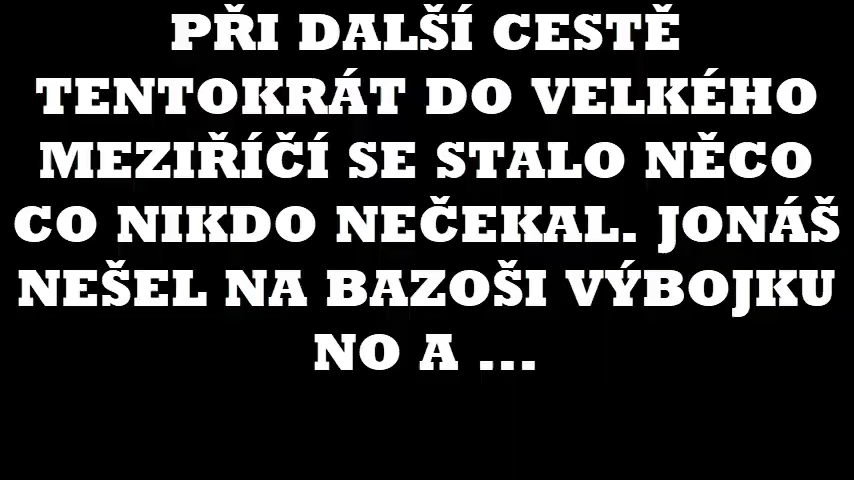 PŘI DALŠÍ CESTĚ
TENTOKRÁT DO VELKÉHO
MEZIŘÍČÍ SE STALO NĚCO
CO NIKDO NEČEKAL. JONÁŠ
NEŠEL NA BAZOŠI VÝBOJKU
NO A ...